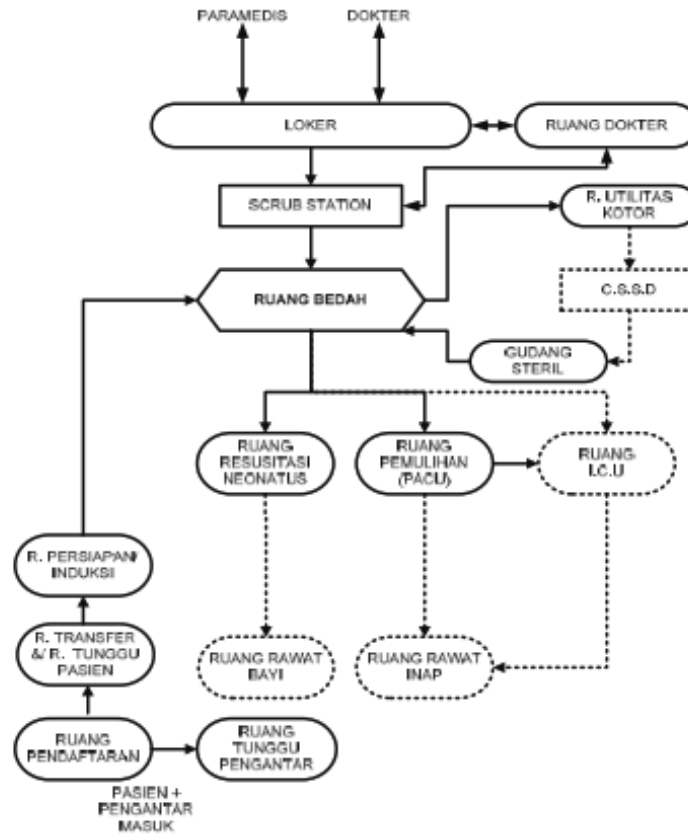 PARAMEDIS
DOKTER
LOKER
RUANG DOKTER
SCRUB STATION
R. UTILITAS
KOTOR
RUANG BEDAH
C.S.S.D
GUDANG
STERIL
RUANG
RESUSITASI
NEONATUS
RUANG
PEMULIHAN
(PACU)
RUANG
I.C.U
R. PERSIAPAN/
INDUKSI
R. TRANSFER
&/ R. TUNGGU
PASIEN
RUANG RAWAT
BAYI
RUANG RAWAT
INAP
RUANG
PENDAFTARAN
RUANG
TUNGGU
PENGANTAR
PASIEN +
PENGANTAR
MASUK